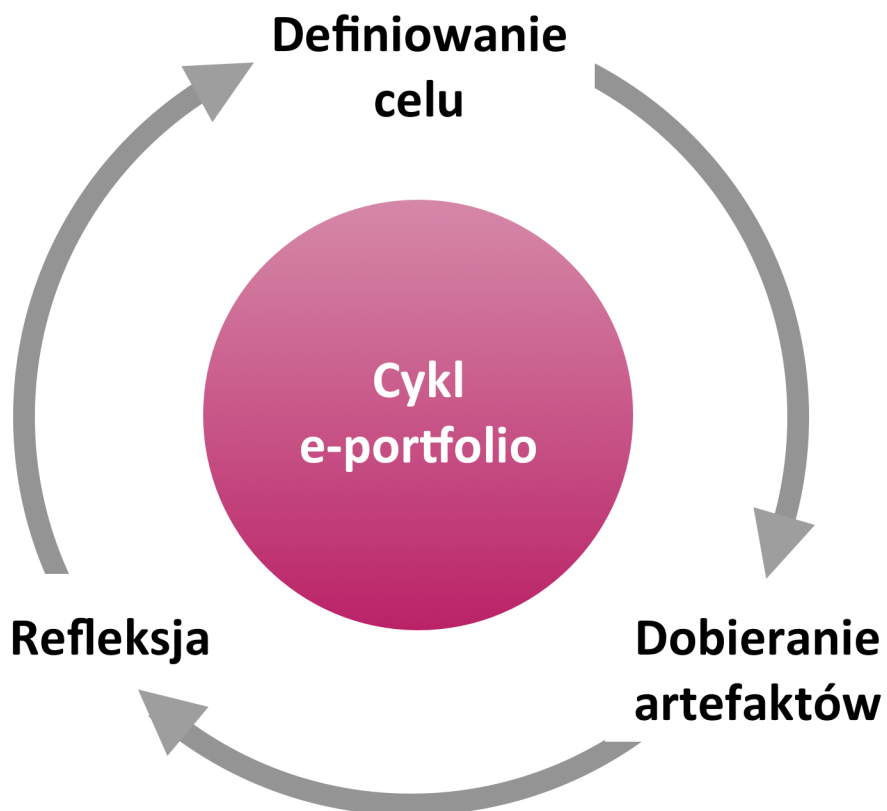 Definiowanie
celu
Cykl
e-portfolio
Refleksja
Dobieranie
artefaktów